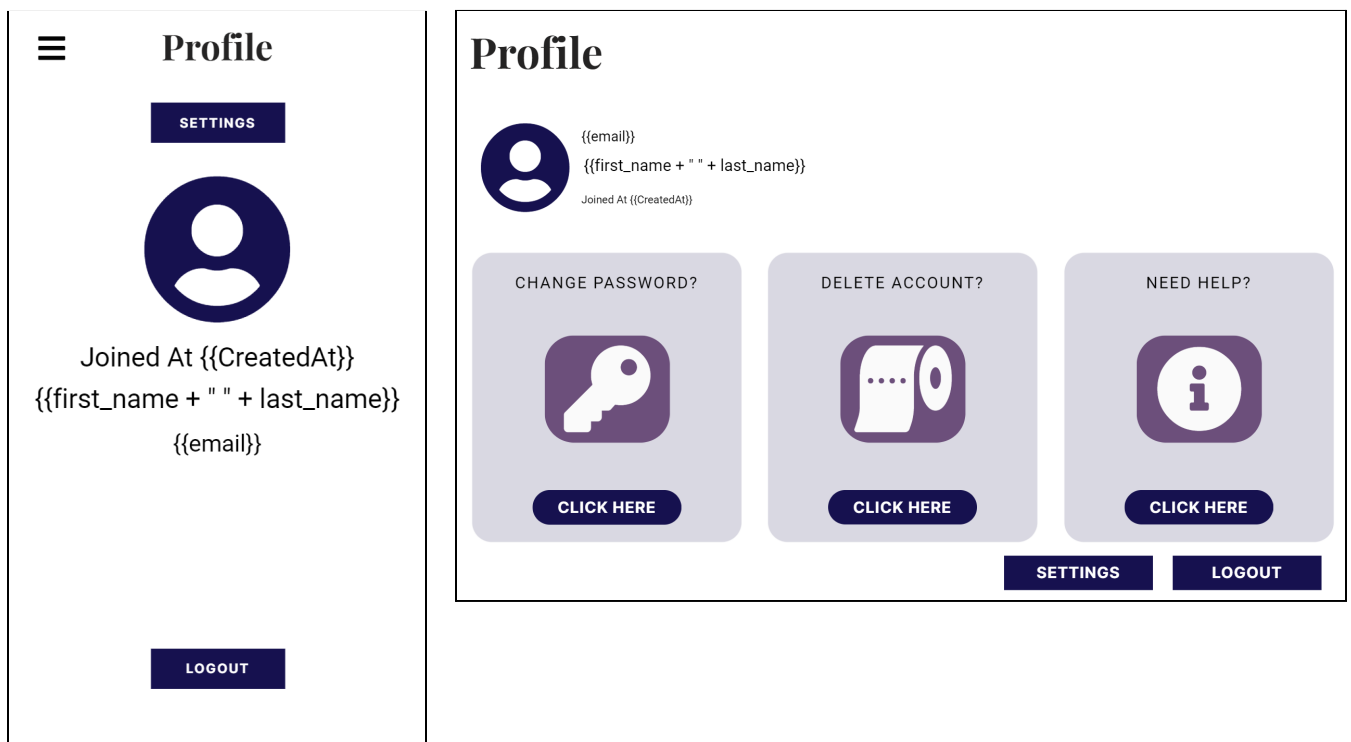 Profile
SETTINGS
Joined At {{CreatedAt}}
{{first_name + " " + last_name}}
{{email}}
LOGOUT
Profile
{{email}}
{{first_name + " " + last_name}}
Joined At {{CreatedAt}}
CHANGE PASSWORD?
CLICK HERE
DELETE ACCOUNT?
CLICK HERE
NEED HELP?
CLICK HERE
SETTINGS
LOGOUT